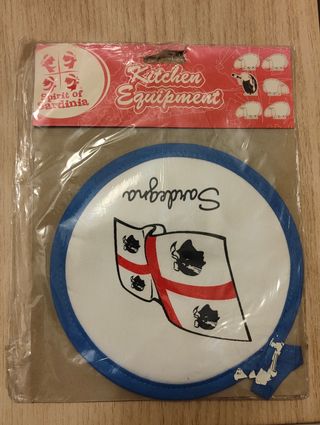 Spirit of
Sardinia
Kitchen
Equipment
Sardegna